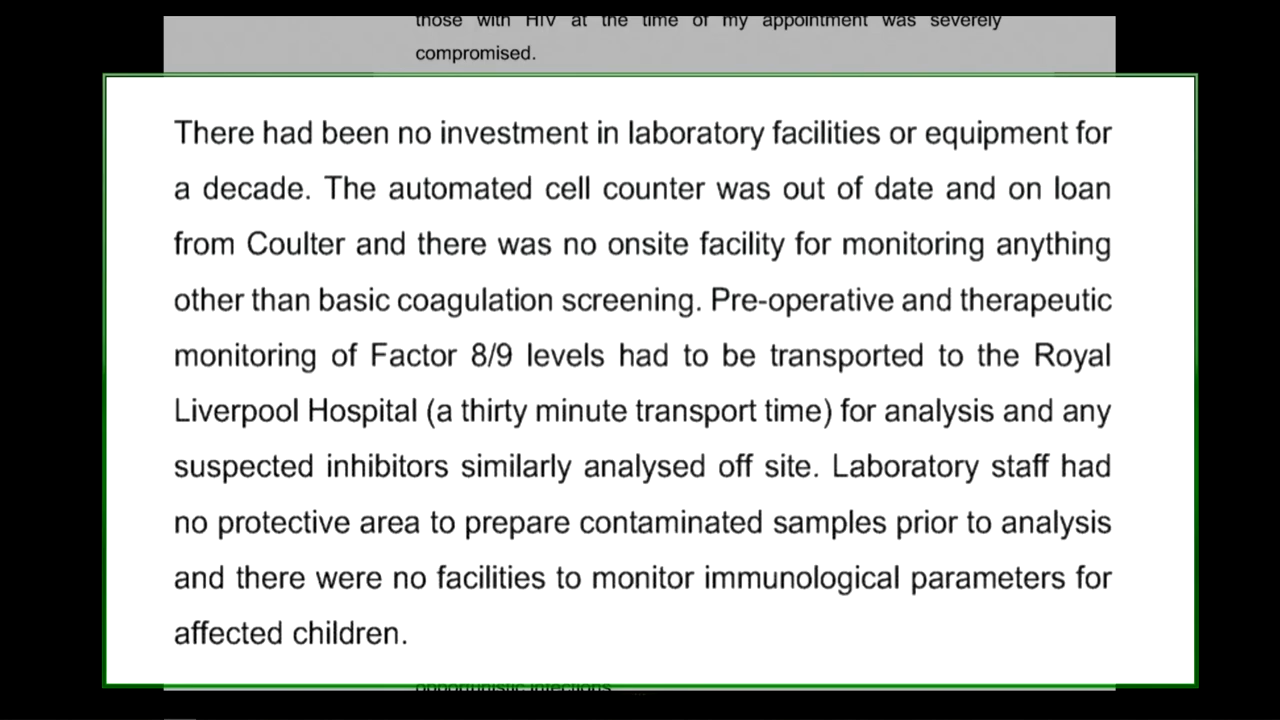 those with HIV at the time of my appointment was severely
compromised.
There had been no investment in laboratory facilities or equipment for
a decade. The automated cell counter was out of date and on loan
from Coulter and there was no onsite facility for monitoring anything
other than basic coagulation screening. Pre-operative and therapeutic
monitoring of Factor 8/9 levels had to be transported to the Royal
Liverpool Hospital (a thirty minute transport time) for analysis and any
suspected inhibitors similarly analysed off site. Laboratory staff had
no protective area to prepare contaminated samples prior to analysis
and there were no facilities to monitor immunological parameters for
affected children.
opportunistic infections